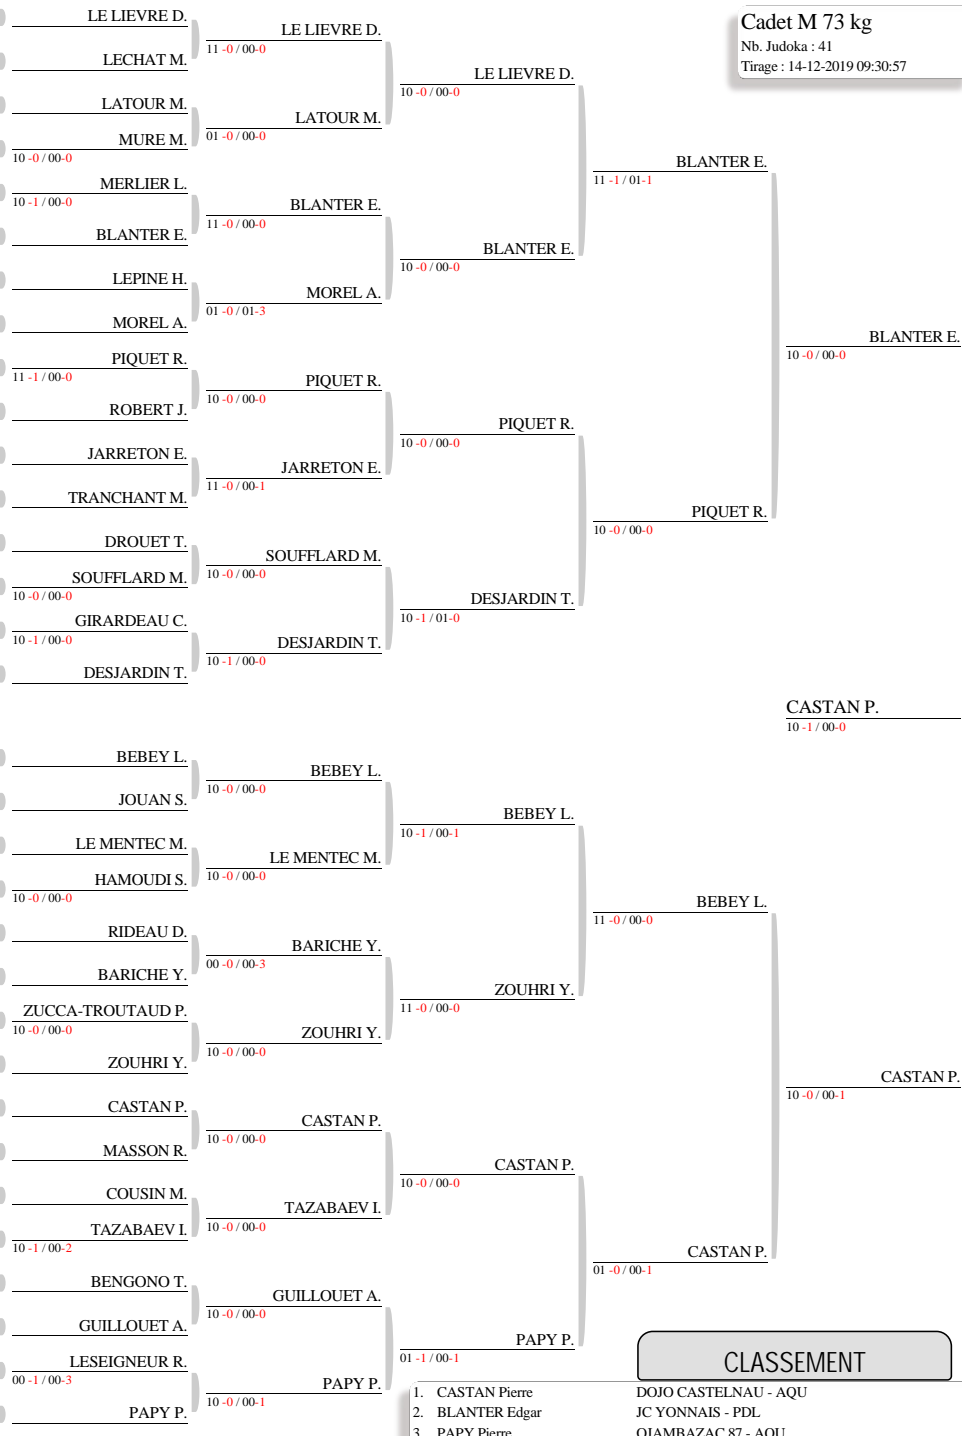 Cadet M 73 kg
Nb. Judoka : 41
Tirage : 14-12-2019 09:30:57
LE LIEVRE D.
LECHAT M.
LATOUR M.
MURE M.
10 -0 / 00-0
MERLIER L.
10 -1 / 00-0
BLANTER E.
LEPINE H.
MOREL A.
PIQUET R.
11 -1 / 00-0
ROBERT J.
JARRETON E.
TRANCHANT M.
DROUET T.
SOUFFLARD M.
10 -0 / 00-0
GIRARDEAU C.
10 -1 / 00-0
DESJARDIN T.
BEBEY L.
JOUAN S.
LE MENTEC M.
HAMOUDI S.
10 -0 / 00-0
RIDEAU D.
BARICHE Y.
ZUCCA-TROUTAUD P.
10 -0 / 00-0
ZOUHRI Y.
CASTAN P.
MASSON R.
COUSIN M.
TAZABAEV I.
10 -1 / 00-2
BENGONO T.
GUILLOUET A.
LESEIGNEUR R.
00 -1 / 00-3
PAPY P.
LE LIEVRE D.
11 -0 / 00-0
LATOUR M.
01 -0 / 00-0
BLANTER E.
11 -0 / 00-0
MOREL A.
01 -0 / 01-3
PIQUET R.
10 -0 / 00-0
JARRETON E.
11 -0 / 00-1
SOUFFLARD M.
10 -0 / 00-0
DESJARDIN T.
10 -1 / 00-0
BEBEY L.
10 -0 / 00-0
LE MENTEC M.
10 -0 / 00-0
BARICHE Y.
00 -0 / 00-3
ZOUHRI Y.
10 -0 / 00-0
CASTAN P.
10 -0 / 00-0
TAZABAEV I.
10 -0 / 00-0
GUILLOUET A.
10 -0 / 00-0
PAPY P.
10 -0 / 00-1
LE LIEVRE D.
10 -0 / 00-0
BLANTER E.
10 -0 / 00-0
PIQUET R.
10 -0 / 00-0
DESJARDIN T.
10 -1 / 01-0
BEBEY L.
10 -1 / 00-1
ZOUHRI Y.
11 -0 / 00-0
CASTAN P.
10 -0 / 00-0
PAPY P.
01 -1 / 00-1
BLANTER E.
11 -1 / 01-1
PIQUET R.
10 -0 / 00-0
BEBEY L.
11 -0 / 00-0
CASTAN P.
01 -0 / 00-1
BLANTER E.
10 -0 / 00-0
CASTAN P.
10 -1 / 00-0
CASTAN P.
10 -0 / 00-1
CLASSEMENT
1. CASTAN Pierre DOJO CASTELNAU - AQU
2. BLANTER Edgar JC YONNAIS - PDL
3. PAPY Pierre OJAMBAZAC 87 - AQU